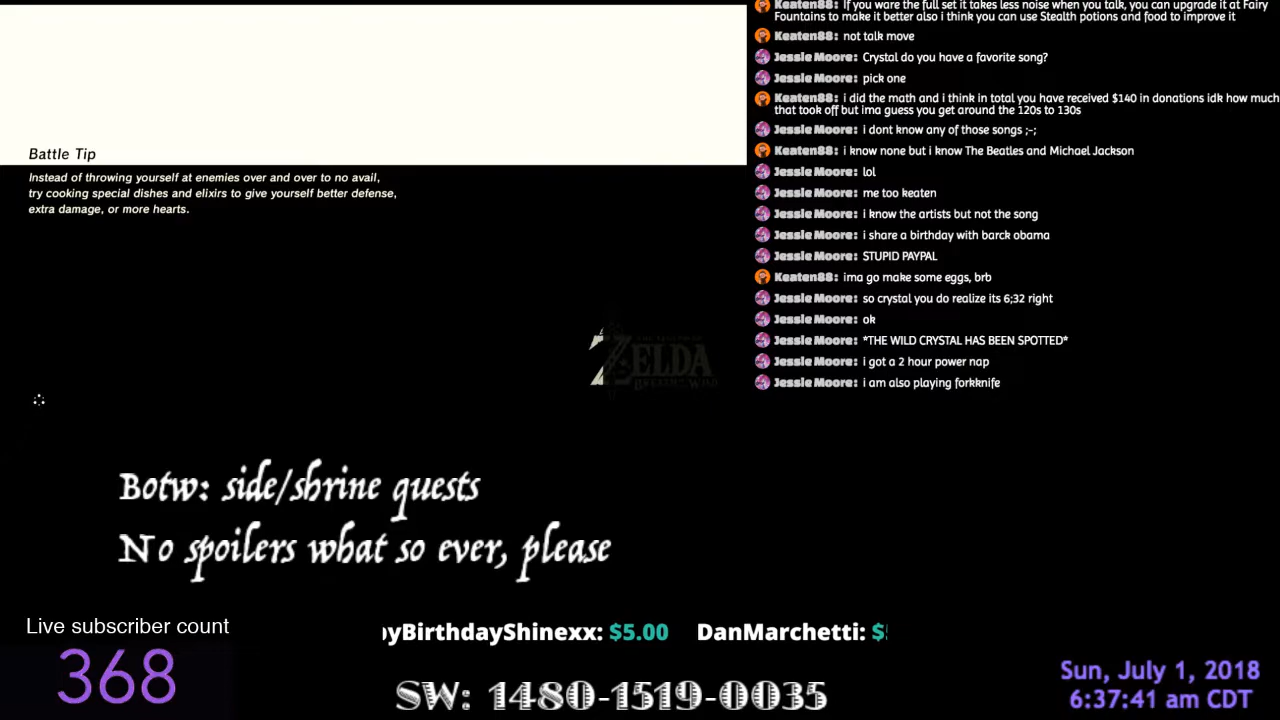 Battle Tip
Instead of throwing yourself at enemies over and over to no avail,
try cooking special dishes and elixirs to give yourself better defense,
extra damage, or more hearts.
THE LEGEND OF
ZELDA
BREATH OF THE WILD
Keaten88: If you ware the full set it takes less noise when you talk, you can upgrade it at Fairy
Fountains to make it better also i think you can use Stealth potions and food to improve it
Keaten88: not talk move
Jessie Moore: Crystal do you have a favorite song?
Jessie Moore: pick one
Keaten88: i did the math and i think in total you have received $140 in donations idk how much
that took off but ima guess you get around the 120s to 130s
Jessie Moore: i dont know any of those songs ;-;
Keaten88: i know none but i know The Beatles and Michael Jackson
Jessie Moore: lol
Jessie Moore: me too keaten
Jessie Moore: i know the artists but not the song
Jessie Moore: i share a birthday with barck obama
Jessie Moore: STUPID PAYPAL
Keaten88: ima go make some eggs, brb
Jessie Moore: so crystal you do realize its 6;32 right
Jessie Moore: ok
Jessie Moore: *THE WILD CRYSTAL HAS BEEN SPOTTED*
Jessie Moore: i got a 2 hour power nap
Jessie Moore: i am also playing forkknife
Botw: side/shrine quests
No spoilers what so ever, please
Live subscriber count
368
yBirthdayShinexx: $5.00 DanMarchetti: $
SW: 1480-1519-0035
Sun, July 1, 2018
6:37:41 am CDT